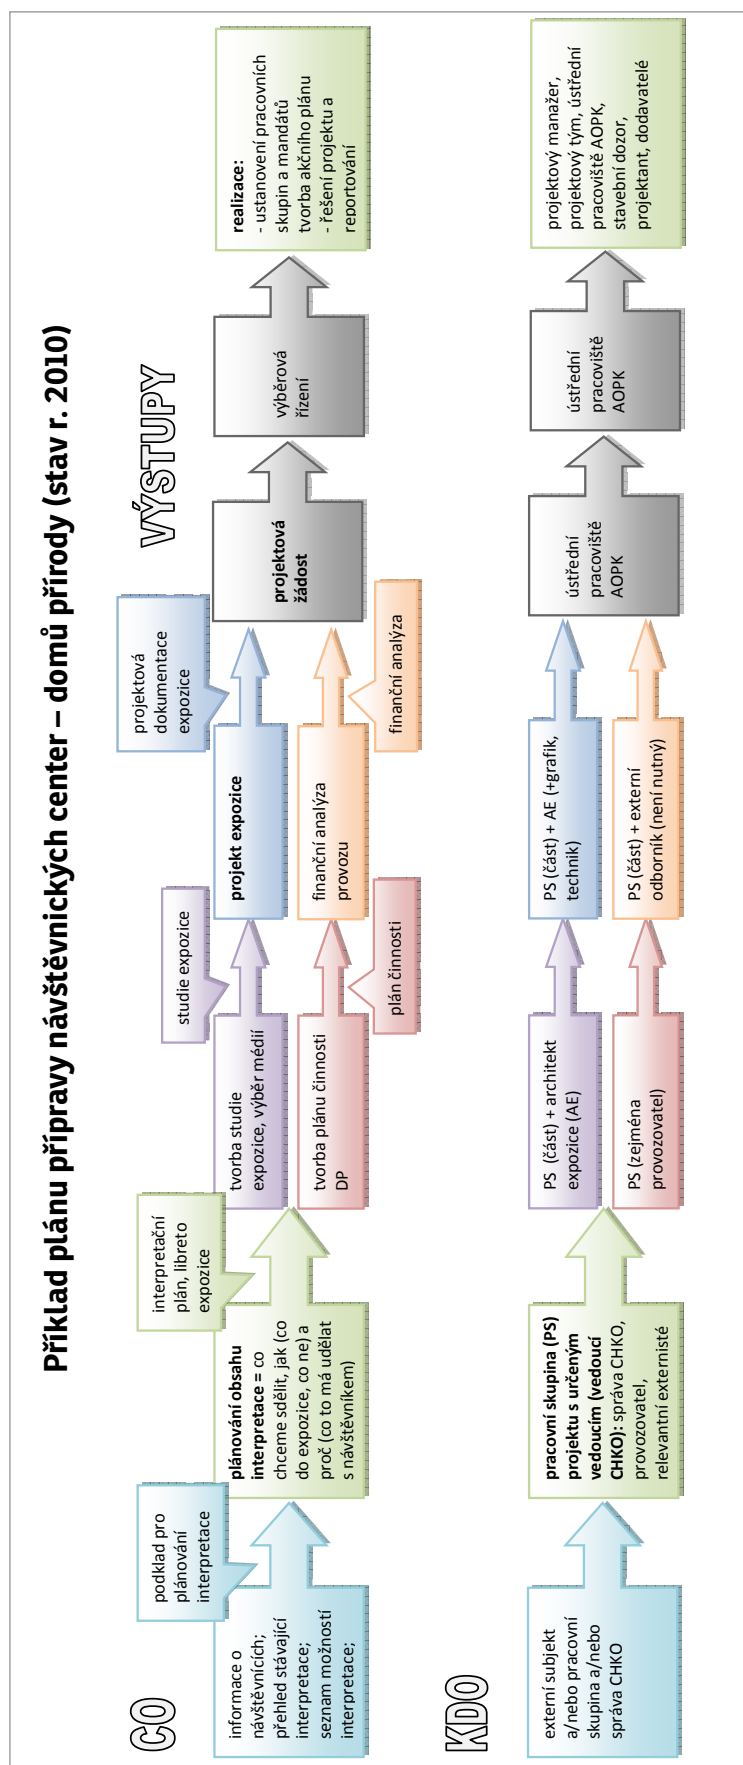 Příklad plánu přípravy návštěvnických center – domů přírody (stav r. 2010)
CO
VÝSTUPY
podklad pro
plánování
interpretace
informace o
návštěvnících;
přehled stávající
interpretace;
seznam možností
interpretace;
interpretační
plán, libreto
expozice
plánování obsahu
interpretace = co
chceme sdělit, jak (co
do expozice, co ne) a
proč (co to má udělat
s návštěvníkem)
studie expozice
tvorba studie
expozice, výběr médií
tvorba plánu činnosti
DP
plán činnosti
projektová
dokumentace
expozice
projekt expozice
finanční analýza
provozu
finanční analýza
projektová
žádost
výběrová
řízení
realizace:
- ustanovení pracovních
skupin a mandátů
tvorba akčního plánu
- řešení projektu a
reportování
KDO
externí subjekt
a/nebo pracovní
skupina a/nebo
správa CHKO
pracovní skupina (PS)
projektu s určeným
vedoucím (vedoucí
CHKO): správa CHKO,
provozovatel,
relevantní externisté
PS (část) + architekt
expozice (AE)
PS (zejména
provozovatel)
PS (část) + AE (+grafik,
technik)
PS (část) + externí
odborník (není nutný)
ústřední
pracoviště
AOPK
ústřední
pracoviště
AOPK
projektový manažer,
projektový tým, ústřední
pracoviště AOPK,
stavební dozor,
projektant, dodavatelé